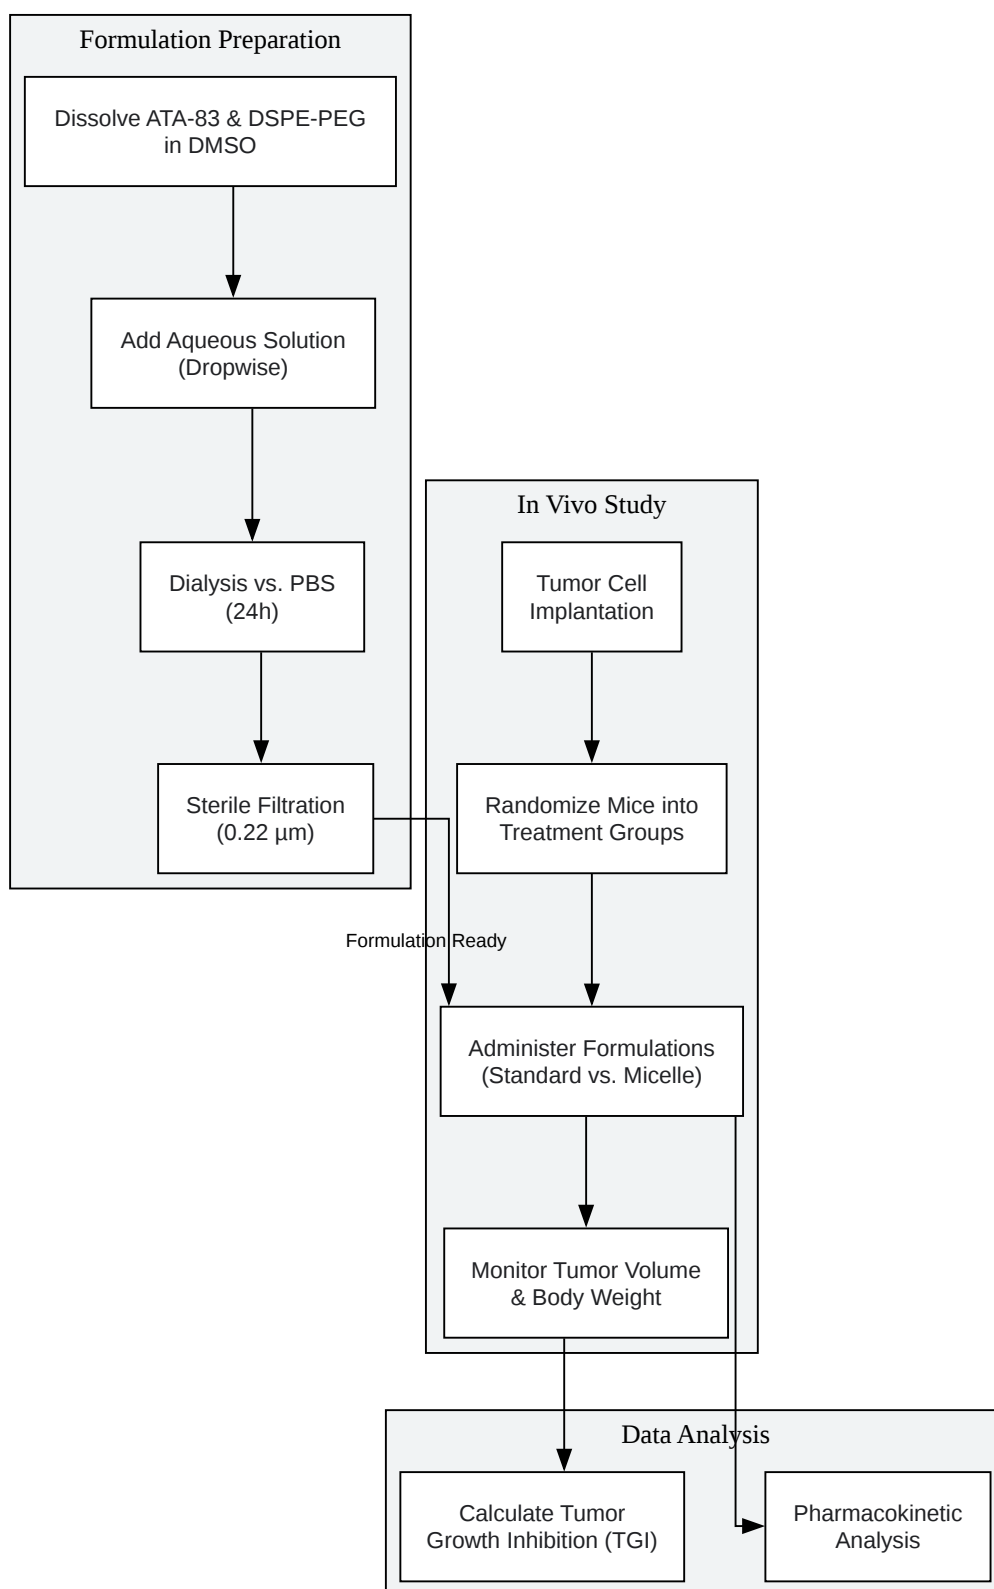 Formulation Preparation
Dissolve ATA-83 & DSPE-PEG
in DMSO
Add Aqueous Solution
(Dropwise)
Dialysis vs. PBS
(24h)
Sterile Filtration
(0.22 µm)
Formulation Ready
In Vivo Study
Tumor Cell
Implantation
Randomize Mice into
Treatment Groups
Administer Formulations
(Standard vs. Micelle)
Monitor Tumor Volume
& Body Weight
Data Analysis
Calculate Tumor
Growth Inhibition (TGI)
Pharmacokinetic
Analysis